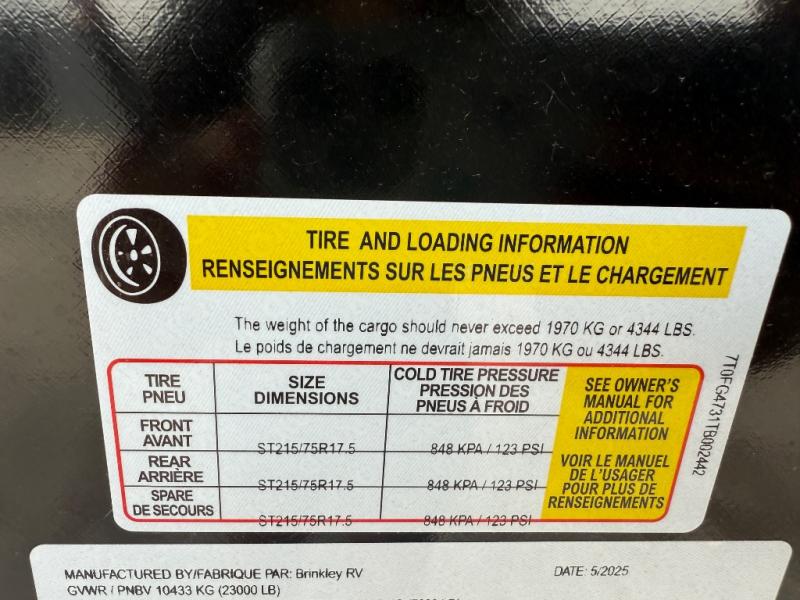 TIRE AND LOADING INFORMATION
RENSEIGNEMENTS SUR LES PNEUS ET LE CHARGEMENT
The weight of the cargo should never exceed 1970 KG or 4344 LBS.
Le poids de chargement ne devrait jamais 1970 KG ou 4344 LBS.
TIRE
PNEU
SIZE
DIMENSIONS
COLD TIRE PRESSURE
PRESSION DES
PNEUS À FROID
SEE OWNER'S
MANUAL FOR
ADDITIONAL
INFORMATION
VOIR LE MANUEL
DE L'USAGER
POUR PLUS DE
RENSEIGNEMENTS
FRONT
AVANT
ST215/75R17.5
848 KPA / 123 PSI
REAR
ARRIÈRE
ST215/75R17.5
848 KPA / 123 PSI
SPARE
DE SECOURS
ST215/75R17.5
848 KPA / 123 PSI
7T0FG4731TB002442
MANUFACTURED BY/FABRIQUE PAR: Brinkley RV
DATE: 5/2025
GVWR / PNBV 10433 KG (23000 LB)